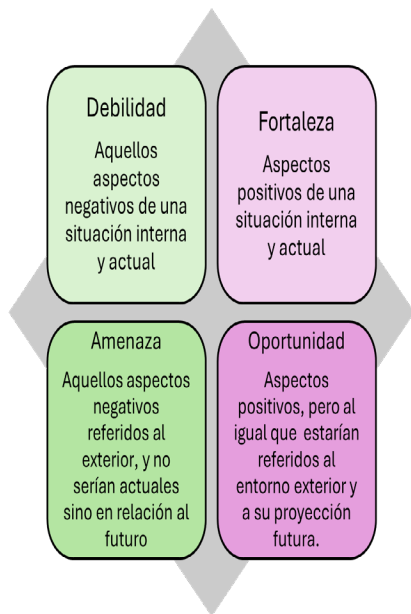 Debilidad
Aquellos
aspectos
negativos de una
situación interna
y actual
Fortaleza
Aspectos
positivos de una
situación interna
y actual
Amenaza
Aquellos aspectos
negativos
referidos al
exterior, y no
serían actuales
sino en relación al
futuro
Oportunidad
Aspectos
positivos, pero al
igual que estarían
referidos al
entorno exterior y
a su proyección
futura.